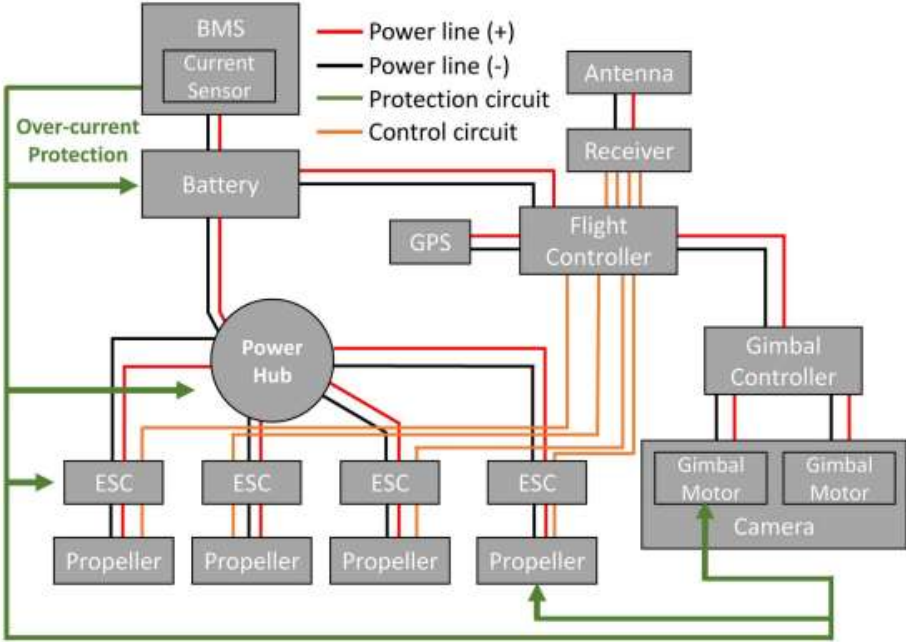 BMS
Current
Sensor
Power line (+)
Power line (-)
Protection circuit
Control circuit
Antenna
Receiver
Over-current
Protection
Battery
GPS
Flight
Controller
Power
Hub
Gimbal
Controller
ESC
ESC
ESC
ESC
Gimbal
Motor
Gimbal
Motor
Camera
Propeller
Propeller
Propeller
Propeller